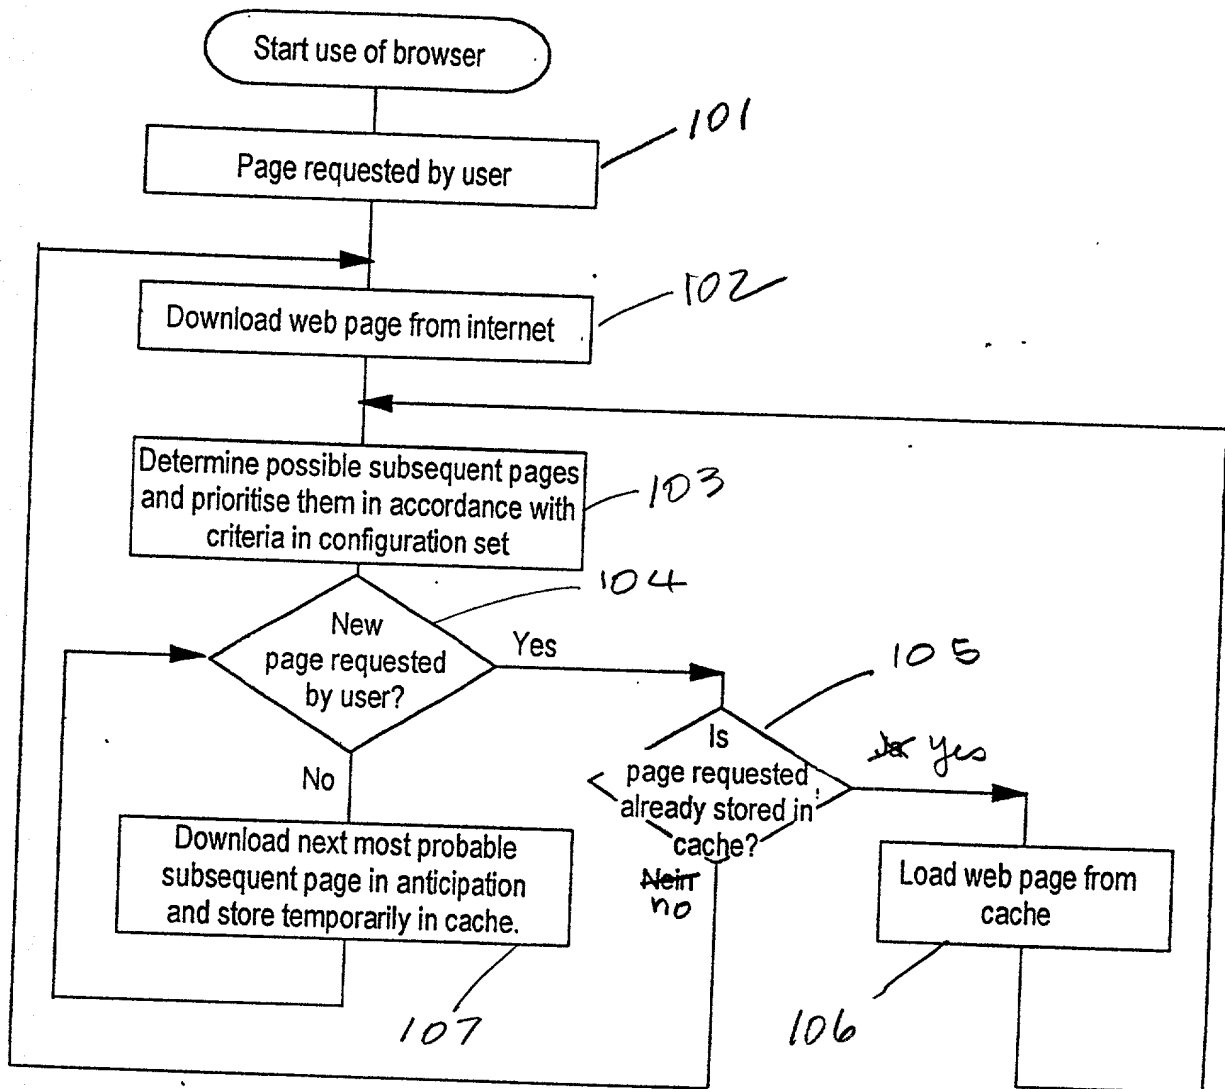 Start use of browser
101
Page requested by user
102
Download web page from internet
Determine possible subsequent pages
and prioritise them in accordance with
criteria in configuration set
103
104
New
page requested
by user?
Yes
105
Is
page requested
already stored in
cache?
Ja yes
No
Nein
no
Download next most probable
subsequent page in anticipation
and store temporarily in cache.
Load web page from
cache
107
106